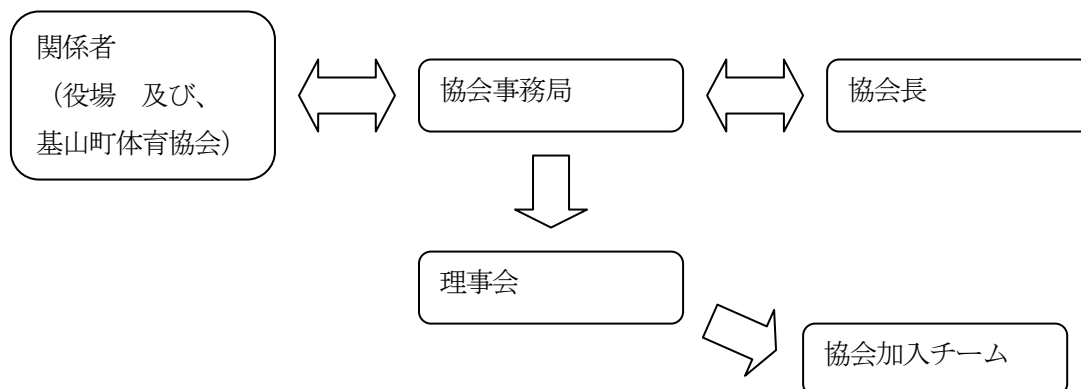 関係者
（役場　及び、
基山町体育協会）
協会事務局
協会長
理事会
協会加入チーム